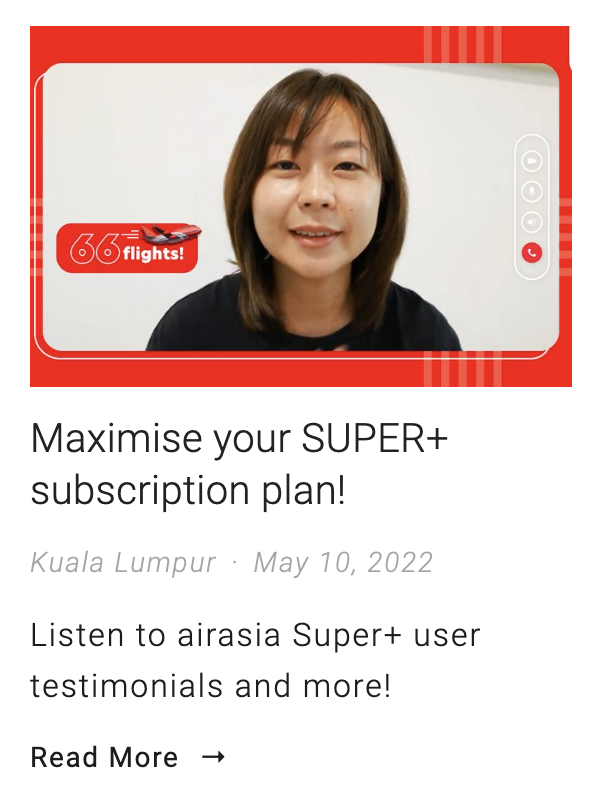 66 flights!
Maximise your SUPER+
subscription plan!
Kuala Lumpur · May 10, 2022
Listen to airasia Super+ user
testimonials and more!
Read More →